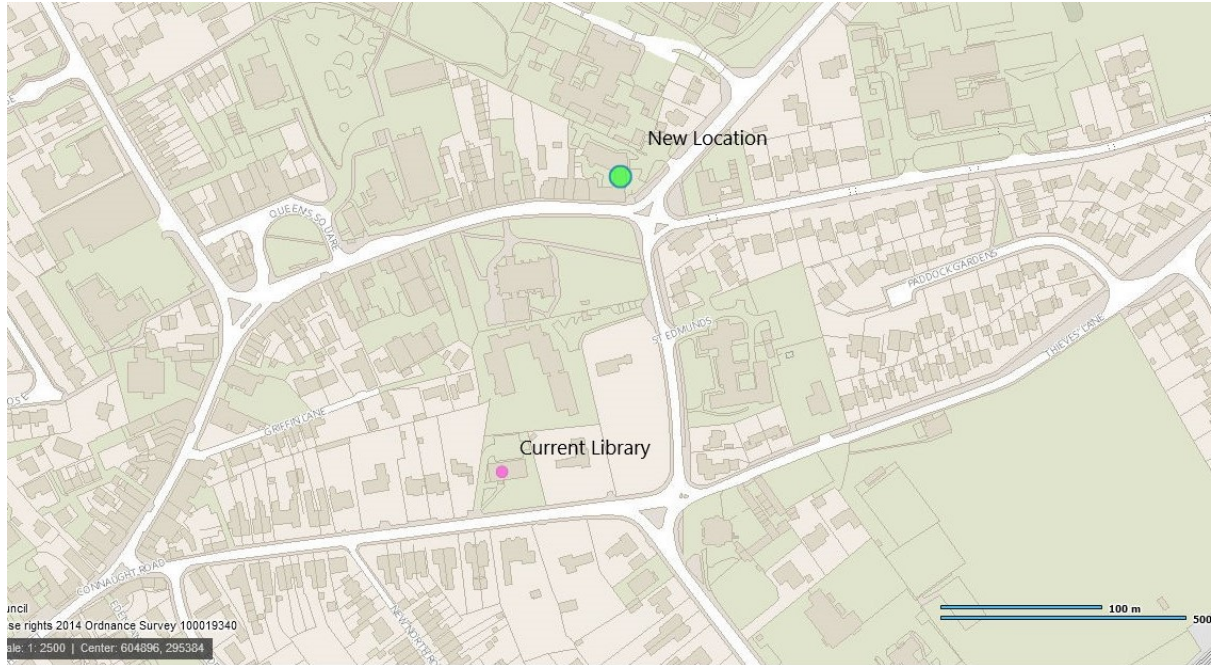 New Location
QUEEN'S SQUARE
PADDOCK GARDENS
ST EDMUNDS
THIEVES' LANE
GRIFFIN LANE
Current Library
CONNAUGHT ROAD
100 m
500
uncil
se rights 2014 Ordnance Survey 100019340
ale: 1: 2500 | Center: 604896, 295384